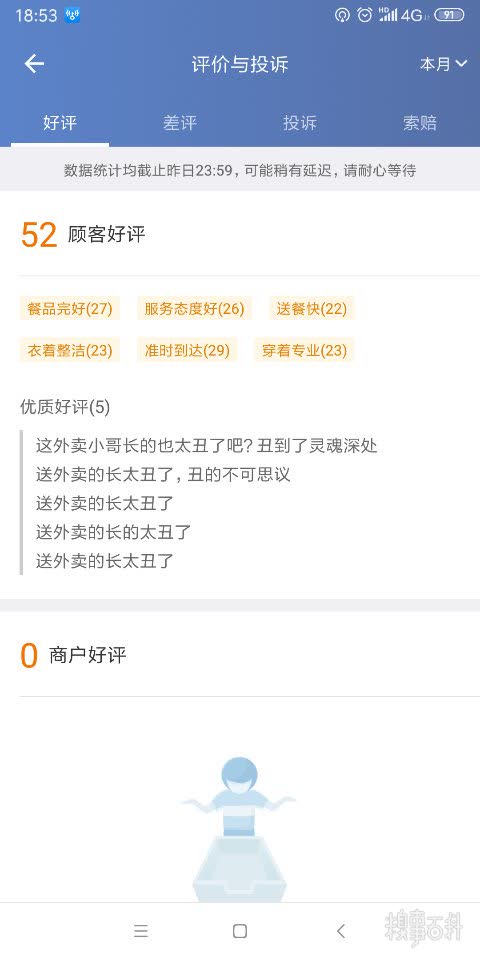 18:53 HD 4G 91
评价与投诉 本月
好评 差评 投诉 索赔
数据统计均截止昨日23:59，可能稍有延迟，请耐心等待
52 顾客好评
餐品完好(27) 服务态度好(26) 送餐快(22)
衣着整洁(23) 准时到达(29) 穿着专业(23)
优质好评(5)
这外卖小哥长的也太丑了吧？丑到了灵魂深处
送外卖的长太丑了，丑的不可思议
送外卖的长太丑了
送外卖的长的太丑了
送外卖的长太丑了
0 商户好评
糗事百科